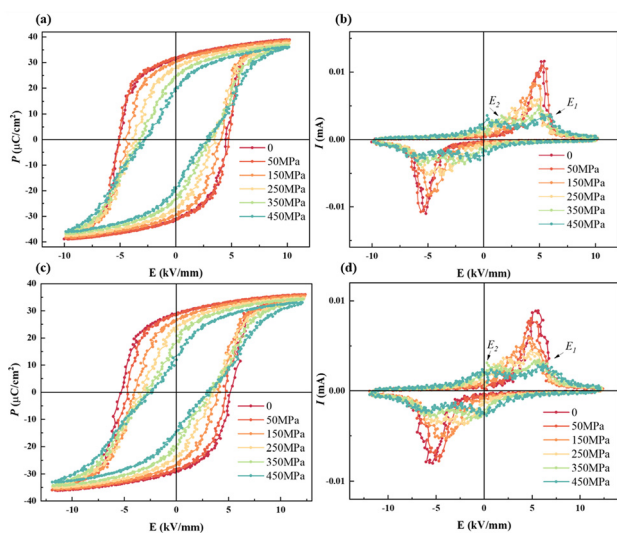 (a)
40
30
20
10
0
-10
-20
-30
-40
P (μC/cm²)
-10 -5 0 5 10
E (kV/mm)
0
50MPa
150MPa
250MPa
350MPa
450MPa
(b)
0.01
0.00
-0.01
I (mA)
-10 -5 0 5 10
E (kV/mm)
E₂
E₁
0
50MPa
150MPa
250MPa
350MPa
450MPa
(c)
40
30
20
10
0
-10
-20
-30
-40
P (μC/cm²)
-10 -5 0 5 10
E (kV/mm)
0
50MPa
150MPa
250MPa
350MPa
450MPa
(d)
0.01
0.00
-0.01
I (mA)
-10 -5 0 5 10
E (kV/mm)
E₂
E₁
0
50MPa
150MPa
250MPa
350MPa
450MPa